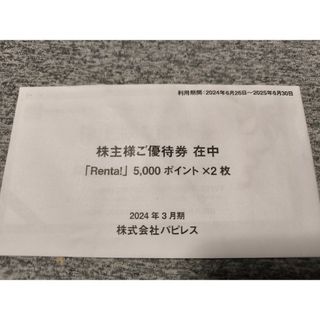 利用期間：2024年6月26日～2025年6月30日
株主様ご優待券 在中
「Renta!」5,000 ポイント ×2 枚
2024 年 3 月期
株式会社パピレス